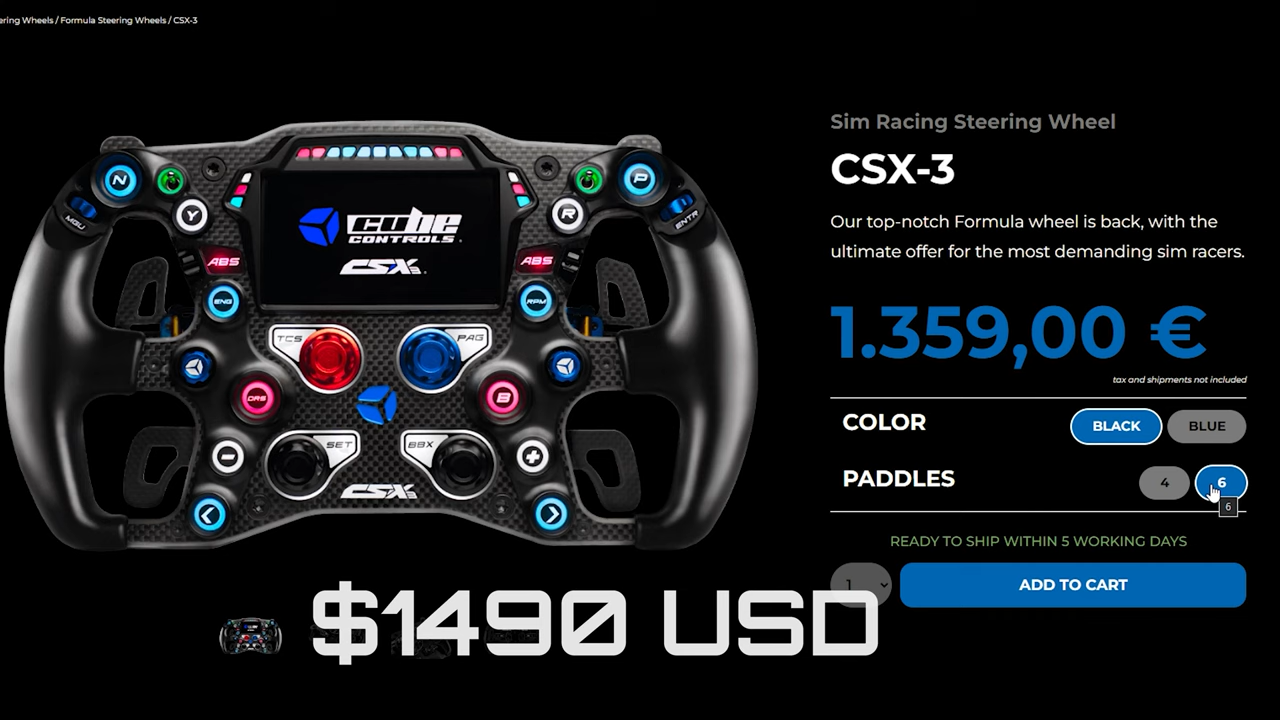 ering Wheels / Formula Steering Wheels / CSX-3
Sim Racing Steering Wheel
CSX-3
Our top-notch Formula wheel is back, with the
ultimate offer for the most demanding sim racers.
1.359,00 €
tax and shipments not included
COLOR
BLACK
BLUE
PADDLES
4
6
6
READY TO SHIP WITHIN 5 WORKING DAYS
1
ADD TO CART
N
P
Y
R
MGU
ENTR
cube
CONTROLS
CSX3
ABS
ABS
ENG
RPM
TCS
PAG
DRS
B
SET
BBX
-
+
CSX3
<
>
$1490 USD